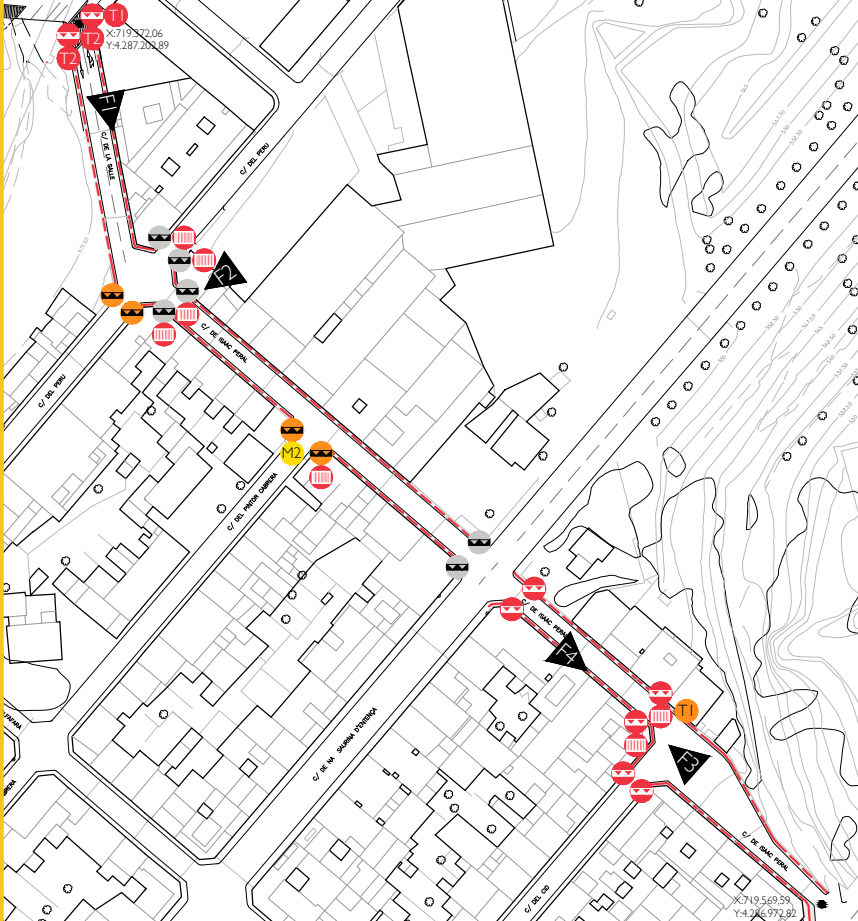 T1
T2
X:719.372,06
Y:4.287.202,89
T2
F1
C/ DE LA SALLE
C/ DEL PERU
F2
C/ DE ISAAC PERAL
C/ DEL PERU
M2
C/ DEL PINTOR CABRERA
C/ DE ISAAC PERAL
F4
T1
F3
C/ DE NA SAURINA D'ENTENÇA
C/ DE ISAAC PERAL
C/ DEL CID
X:719.569,59
Y:4.286.972,82